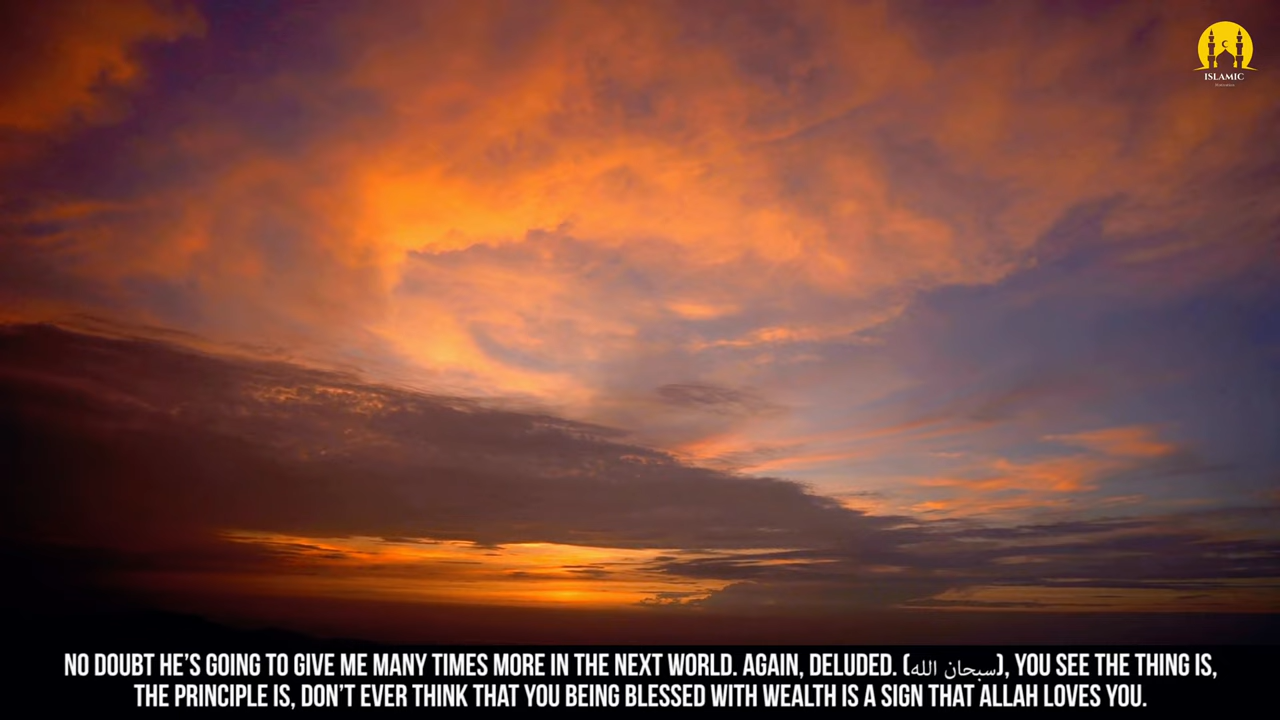 ISLAMIC
NO DOUBT HE'S GOING TO GIVE ME MANY TIMES MORE IN THE NEXT WORLD. AGAIN, DELUDED. (سبحان الله), YOU SEE THE THING IS,
THE PRINCIPLE IS, DON'T EVER THINK THAT YOU BEING BLESSED WITH WEALTH IS A SIGN THAT ALLAH LOVES YOU.